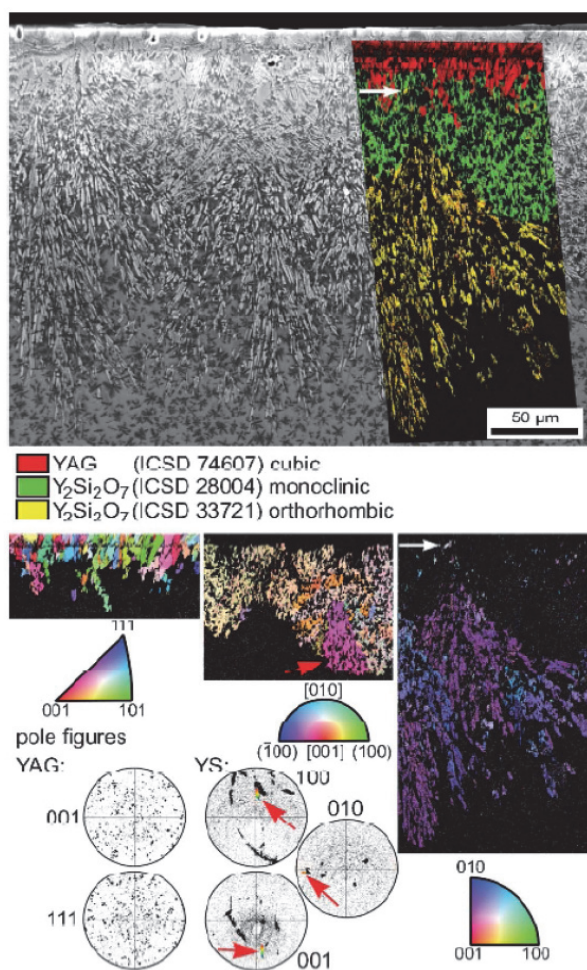 50 µm
YAG (ICSD 74607) cubic
Y2Si2O7 (ICSD 28004) monoclinic
Y2Si2O7 (ICSD 33721) orthorhombic
111
001 101
[010]
(1̄00) [001] (100)
pole figures
YAG: YS:
100
001
010
111
001
010
001 100